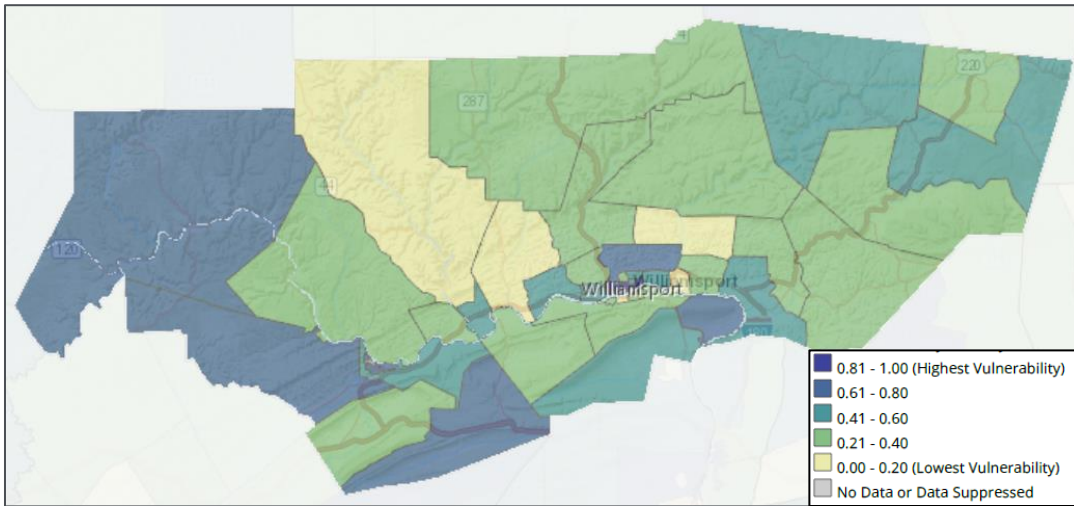 220
287
44
120
Williamsport
Williamsport
180
0.81 - 1.00 (Highest Vulnerability)
0.61 - 0.80
0.41 - 0.60
0.21 - 0.40
0.00 - 0.20 (Lowest Vulnerability)
No Data or Data Suppressed